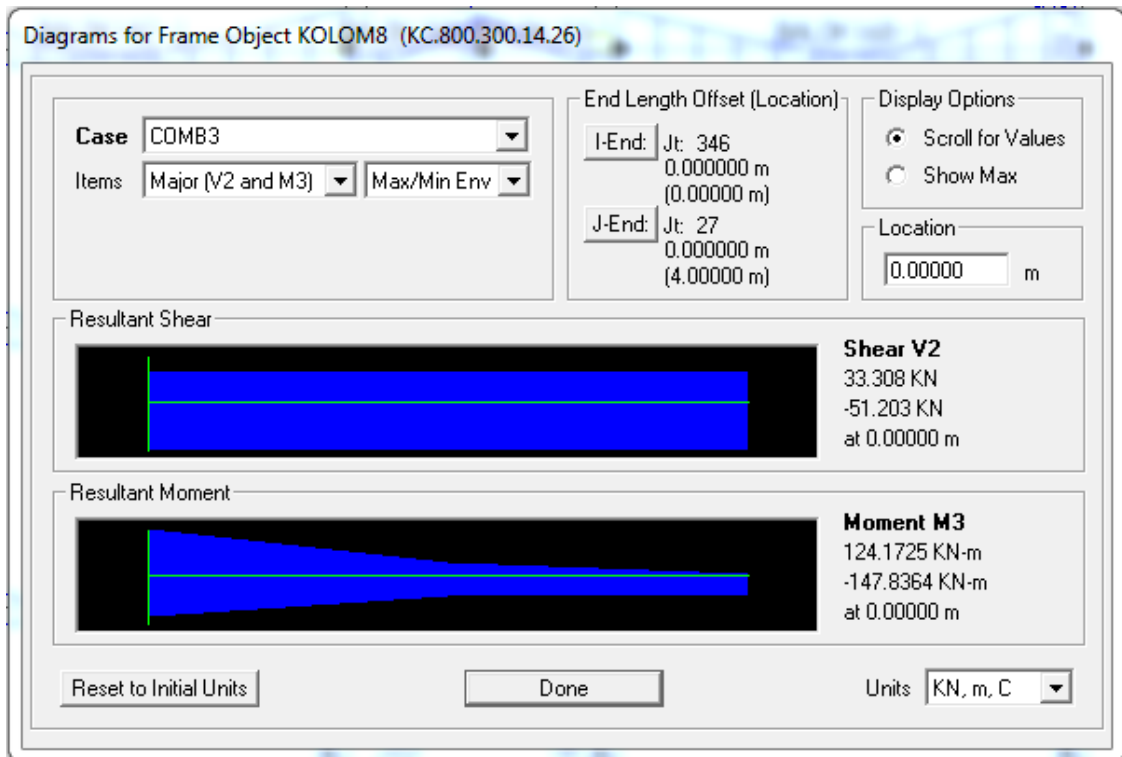 Diagrams for Frame Object KOLOM8 (KC.800.300.14.26)
Case COMB3
Items Major (V2 and M3) Max/Min Env
End Length Offset (Location)
I-End: Jt: 346
0.000000 m
(0.00000 m)
J-End: Jt: 27
0.000000 m
(4.00000 m)
Display Options
Scroll for Values
Show Max
Location
0.00000 m
Resultant Shear
Shear V2
33.308 KN
-51.203 KN
at 0.00000 m
Resultant Moment
Moment M3
124.1725 KN-m
-147.8364 KN-m
at 0.00000 m
Reset to Initial Units
Done
Units KN, m, C